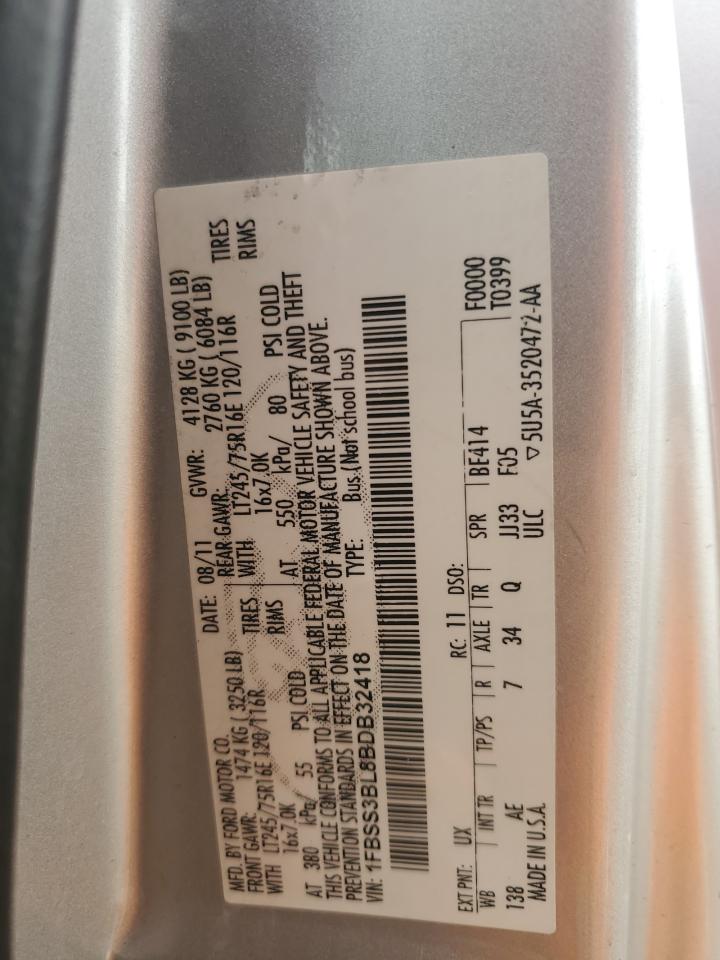 MFD. BY FORD MOTOR CO.
DATE: 08/11 GVWR: 4128 KG ( 9100 LB)
FRONT GAWR: 1474 KG ( 3250 LB) REAR GAWR: 2760 KG ( 6084 LB)
WITH LT245/75R16E 120/116R TIRES WITH LT245/75R16E 120/116R TIRES
16x7.0K RIMS 16x7.0K RIMS
AT 380 kPa/ 55 PSI COLD AT 550 kPa/ 80 PSI COLD
THIS VEHICLE CONFORMS TO ALL APPLICABLE FEDERAL MOTOR VEHICLE SAFETY AND THEFT
PREVENTION STANDARDS IN EFFECT ON THE DATE OF MANUFACTURE SHOWN ABOVE.
VIN: 1FBSS3BL8BDB32418 TYPE: Bus (Not school bus)
EXT PNT: UX RC: 11 DSO:
WB INT TR TP/PS R AXLE TR SPR BE414 F0000
138 AE 7 34 Q JJ33 F05 T0399
MADE IN U.S.A. ULC ▽5U5A-3520472-AA